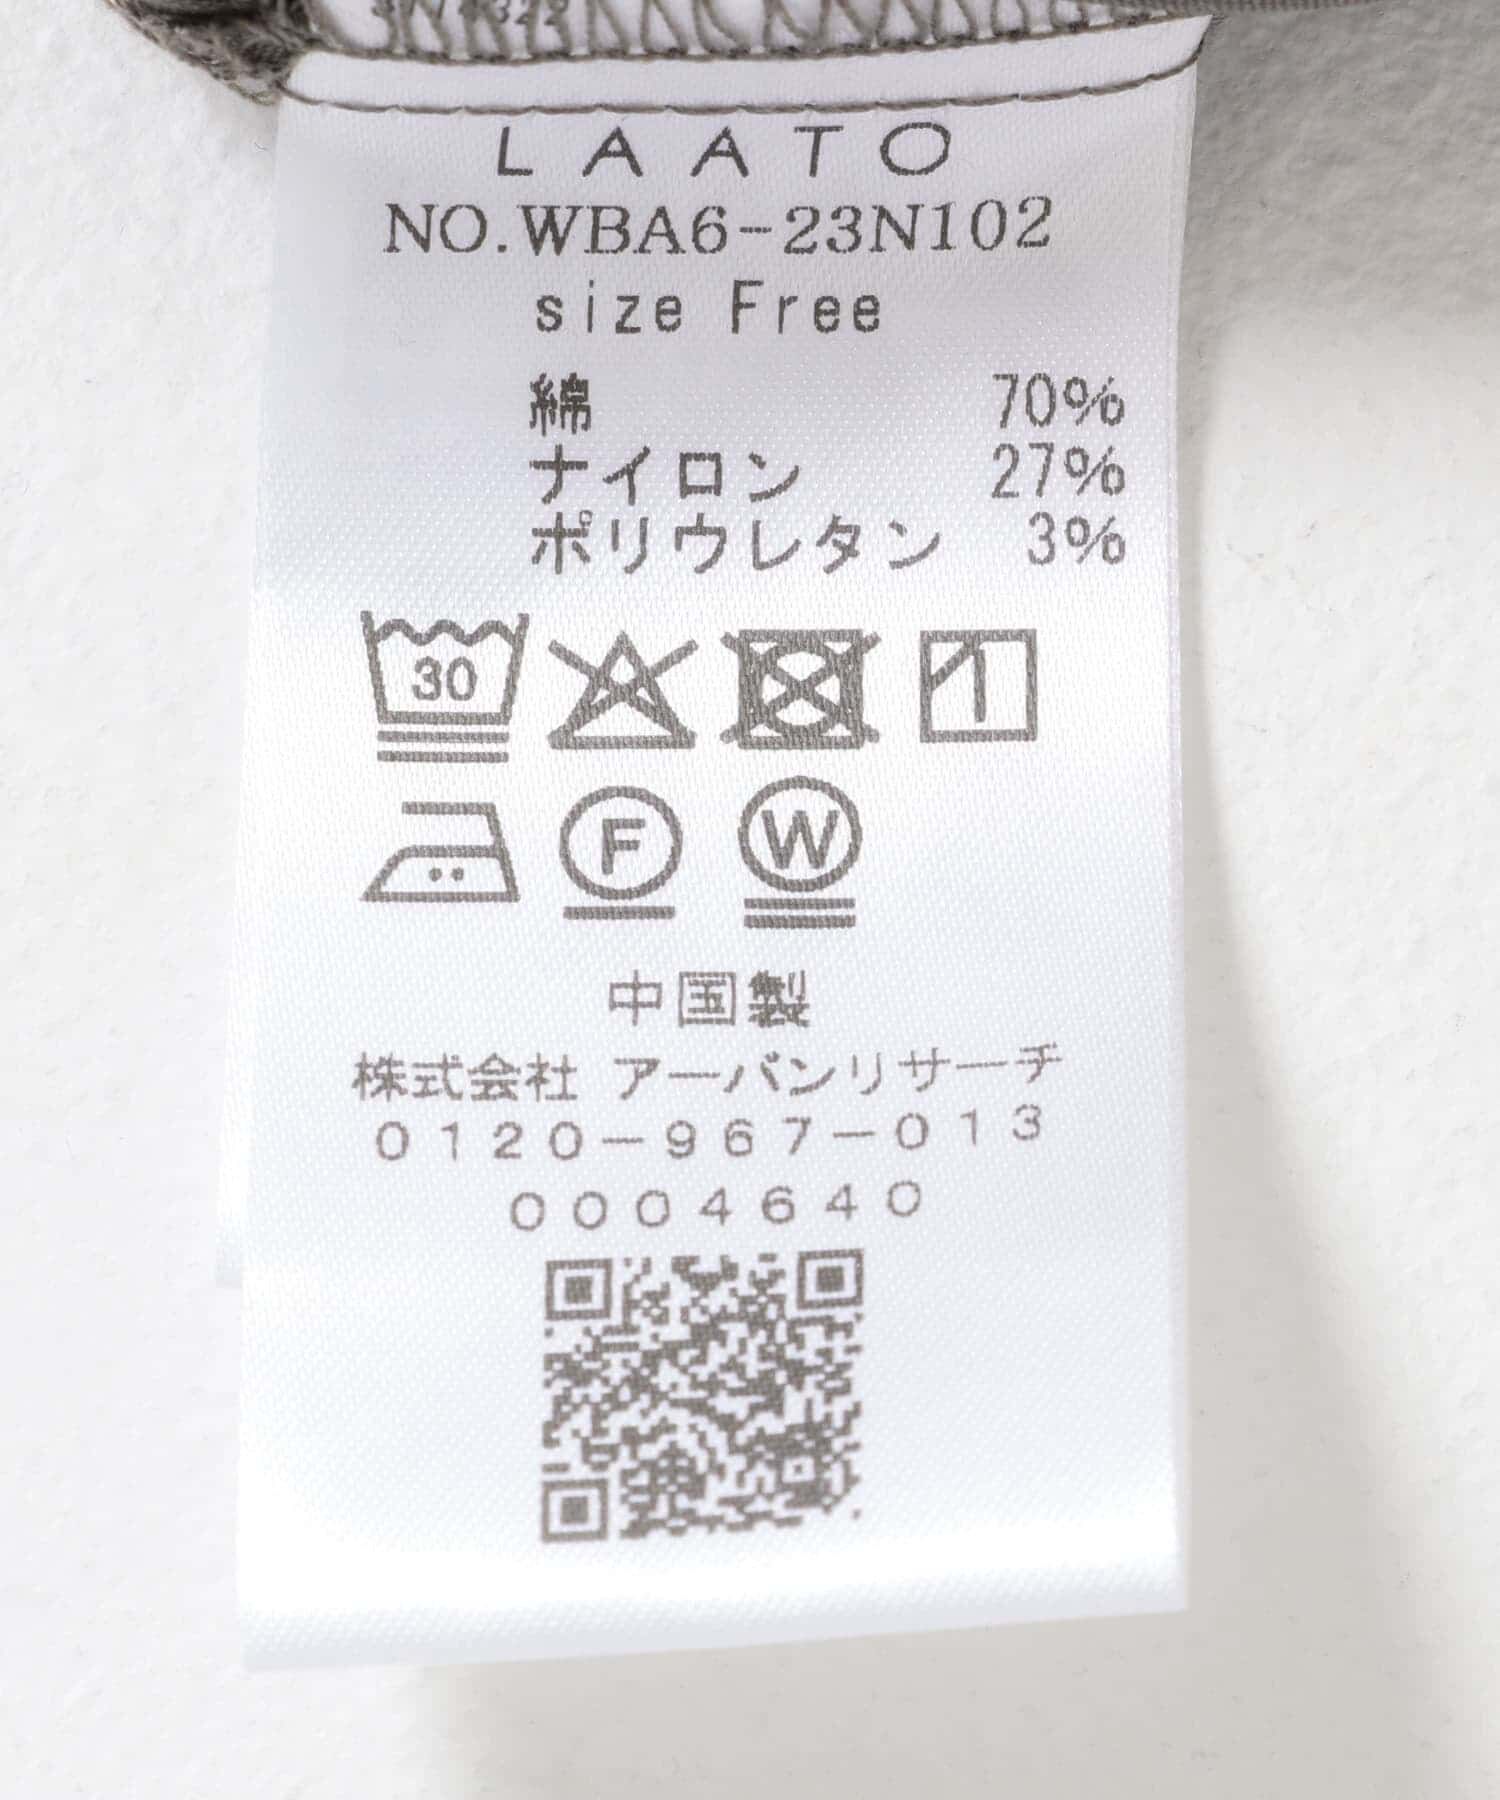 LAATO
NO.WBA6-23N102
size Free
綿 70%
ナイロン 27%
ポリウレタン 3%
30
F W
中国製
株式会社 アーバンリサーチ
0120-967-013
0004640